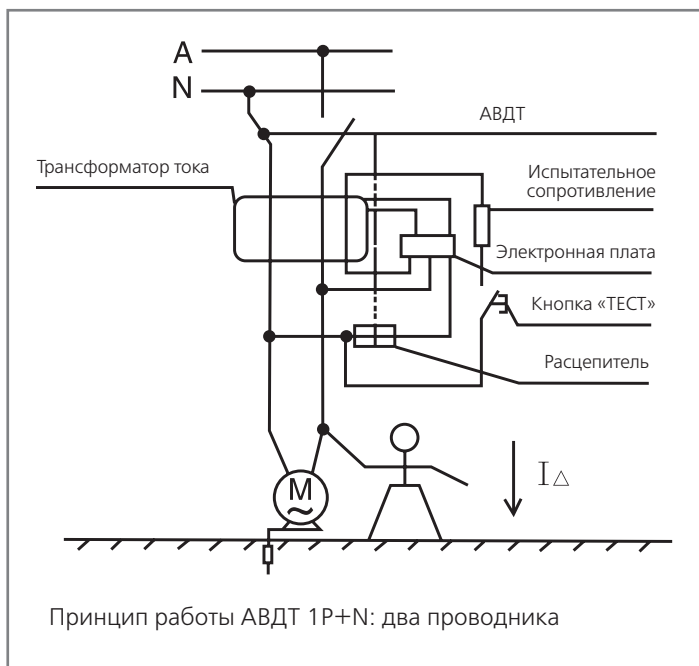 A
N
АВДТ
Трансформатор тока
Испытательное
сопротивление
Электронная плата
Кнопка «ТЕСТ»
Расцепитель
I△
M
~
Принцип работы АВДТ 1P+N: два проводника